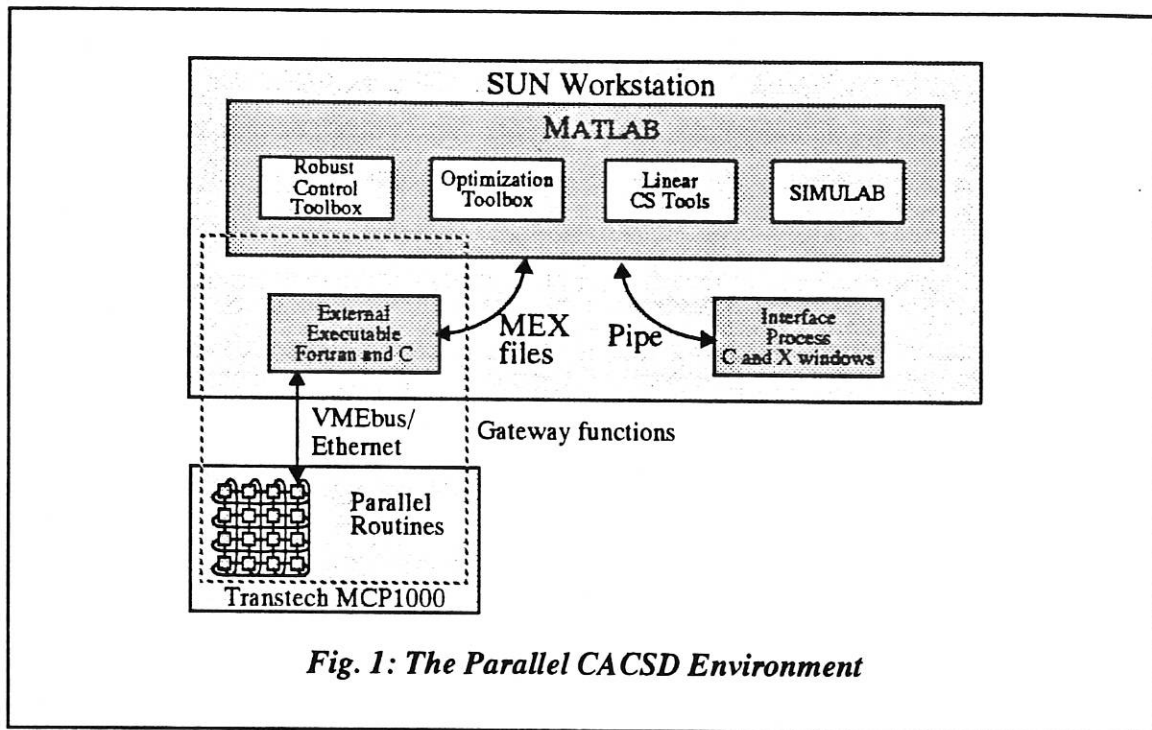 SUN Workstation
MATLAB
Robust
Control
Toolbox
Optimization
Toolbox
Linear
CS Tools
SIMULAB
External
Executable
Fortran and C
MEX
files
Pipe
Interface
Process
C and X windows
VMEbus/
Ethernet
Gateway functions
Parallel
Routines
Transtech MCP1000
Fig. 1: The Parallel CACSD Environment